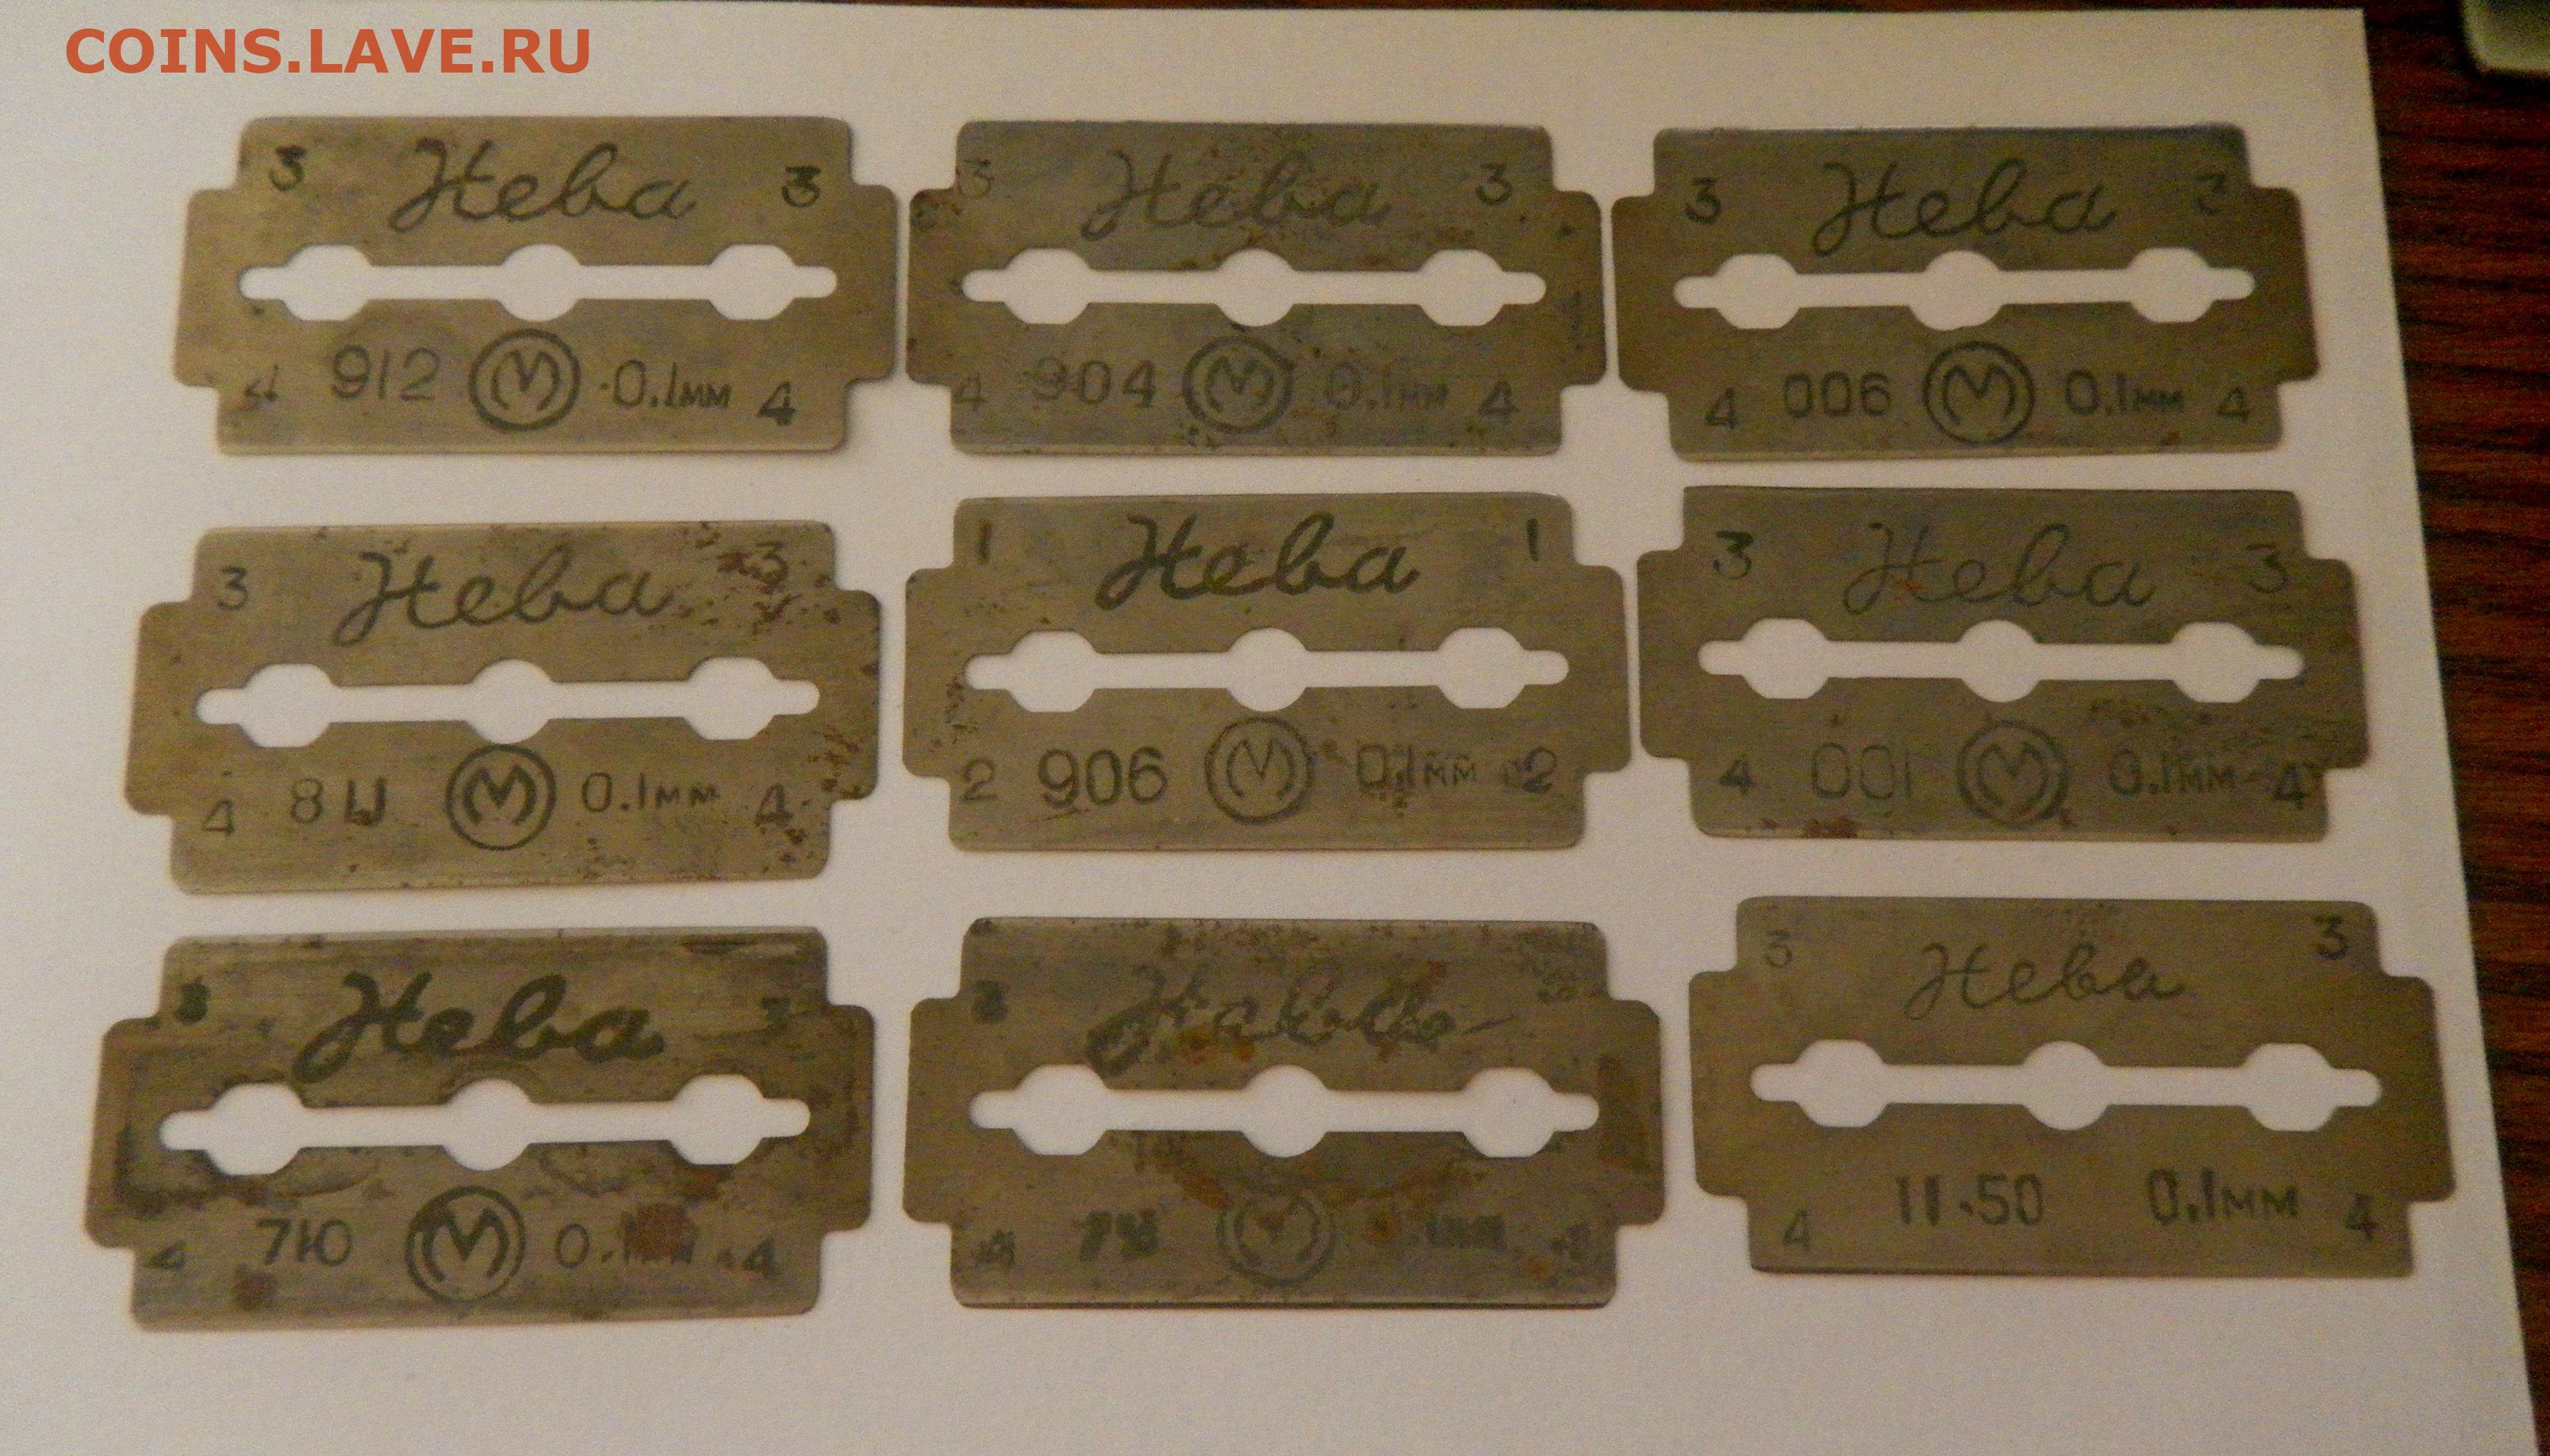 COINS.LAVE.RU
3 Нева 3
4 912 М 0.1мм 4
3 Нева 3
4 904 М 0.1мм 4
3 Нева 3
4 006 М 0.1мм 4
3 Нева 3
4 М 0.1мм 4
1 Нева 1
2 906 М 0.1мм 2
3 Нева 3
4 001 М 0.1мм 4
3 Нева 3
4 710 М 4
Нева
М
3 Нева 3
4 11.50 0.1мм 4